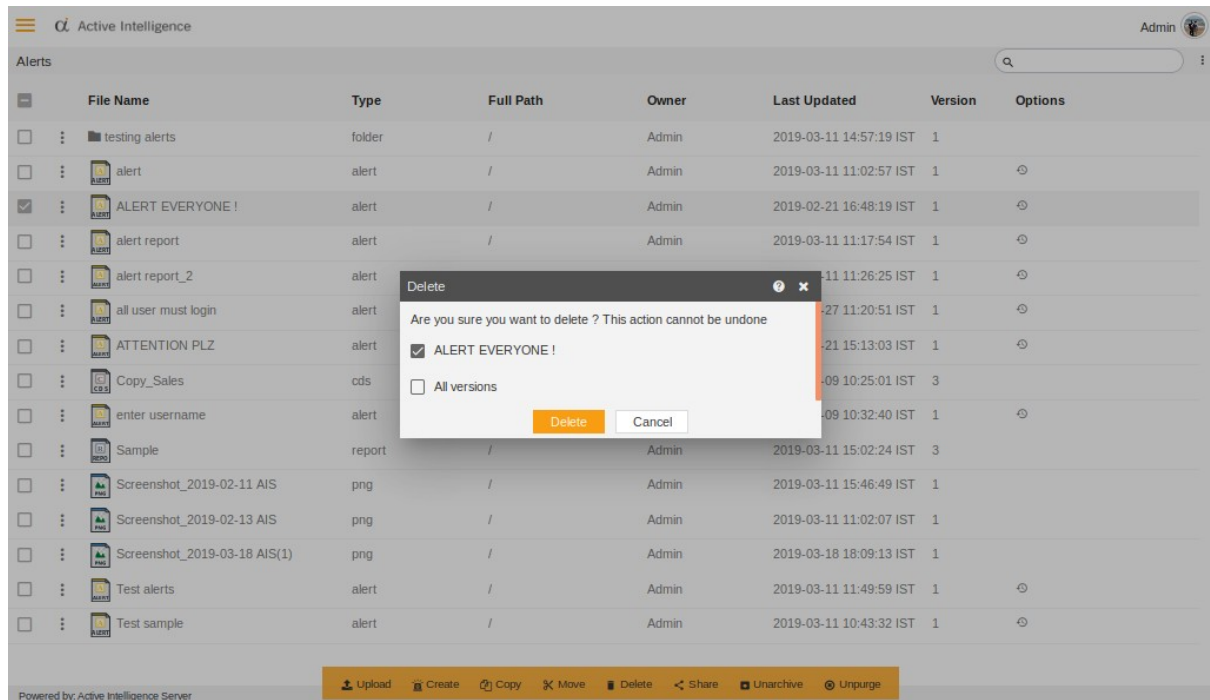 Active Intelligence
Admin
Alerts
File Name Type Full Path Owner Last Updated Version Options
testing alerts folder / Admin 2019-03-11 14:57:19 IST 1
alert alert / Admin 2019-03-11 11:02:57 IST 1
ALERT EVERYONE ! alert / Admin 2019-02-21 16:48:19 IST 1
alert report alert / Admin 2019-03-11 11:17:54 IST 1
alert report_2 alert -11 11:26:25 IST 1
Delete
all user must login alert -27 11:20:51 IST 1
Are you sure you want to delete ? This action cannot be undone
ATTENTION PLZ alert -21 15:13:03 IST 1
ALERT EVERYONE !
Copy_Sales cds -09 10:25:01 IST 3
All versions
enter username alert -09 10:32:40 IST 1
Delete Cancel
Sample report / Admin 2019-03-11 15:02:24 IST 3
Screenshot_2019-02-11 AIS png / Admin 2019-03-11 15:46:49 IST 1
Screenshot_2019-02-13 AIS png / Admin 2019-03-11 11:02:07 IST 1
Screenshot_2019-03-18 AIS(1) png / Admin 2019-03-18 18:09:13 IST 1
Test alerts alert / Admin 2019-03-11 11:49:59 IST 1
Test sample alert / Admin 2019-03-11 10:43:32 IST 1
Upload Create Copy Move Delete Share Unarchive Unpurge
Powered by: Active Intelligence Server